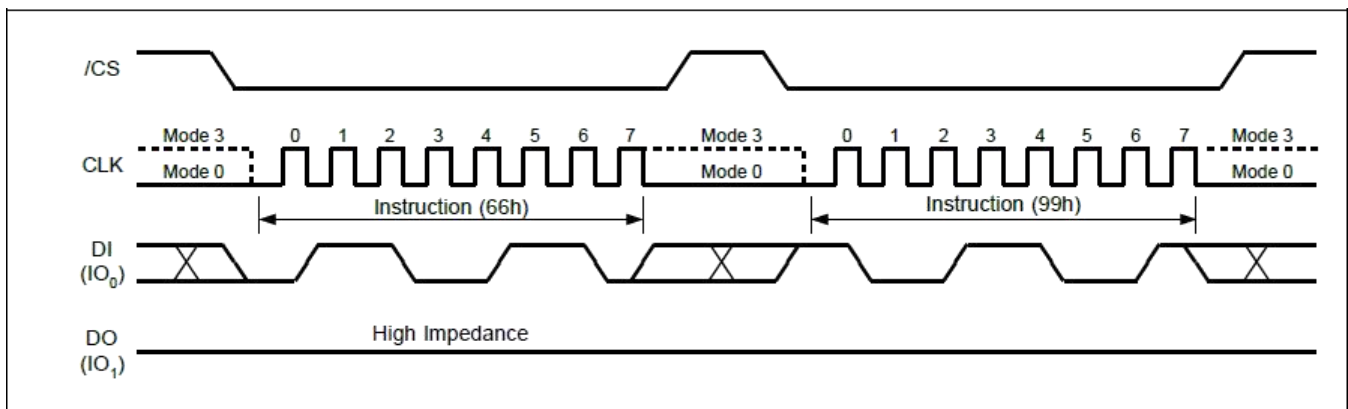 /CS
Mode 3 0 1 2 3 4 5 6 7 Mode 3 0 1 2 3 4 5 6 7 Mode 3
CLK
Mode 0 Mode 0 Mode 0
Instruction (66h) Instruction (99h)
DI
(IO₀)
High Impedance
DO
(IO₁)